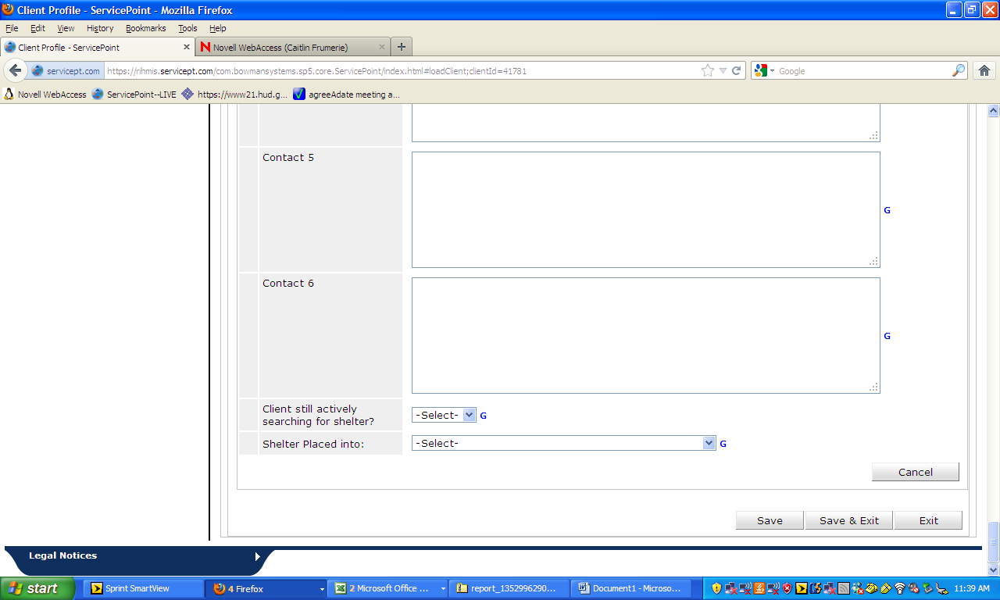 Client Profile - ServicePoint - Mozilla Firefox
File Edit View History Bookmarks Tools Help
Client Profile - ServicePoint
Novell WebAccess (Caitlin Frumerie)
servicept.com
https://rihmis.servicept.com/com.bowmansystems.sp5.core.ServicePoint/index.html#loadClient;clientId=41781
Google
Novell WebAccess
ServicePoint--LIVE
https://www21.hud.g...
agreeAdate meeting a...
Contact 5
G
Contact 6
G
Client still actively
searching for shelter?
-Select-
G
Shelter Placed into:
-Select-
G
Cancel
Save
Save & Exit
Exit
Legal Notices
start
Sprint SmartView
4 Firefox
2 Microsoft Office ...
report_1352996290...
Document1 - Microso...
11:39 AM